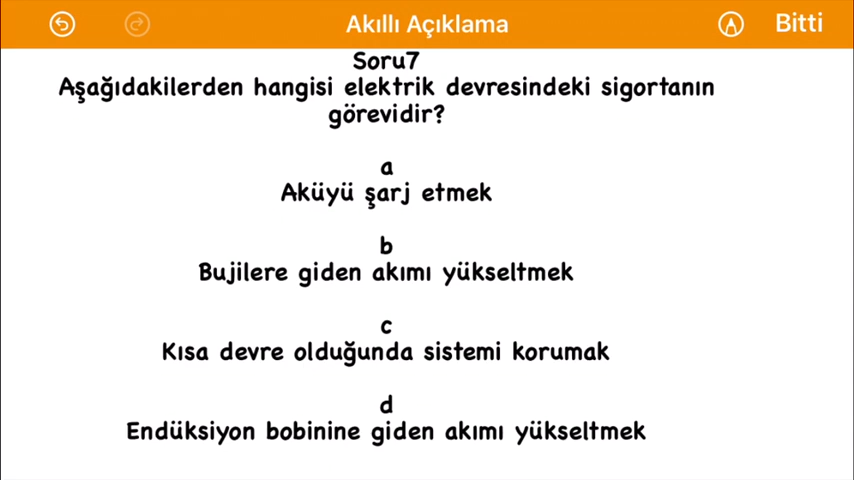 Akıllı Açıklama
Bitti
Soru7
Aşağıdakilerden hangisi elektrik devresindeki sigortanın
görevidir?
a
Aküyü şarj etmek
b
Bujilere giden akımı yükseltmek
c
Kısa devre olduğunda sistemi korumak
d
Endüksiyon bobinine giden akımı yükseltmek